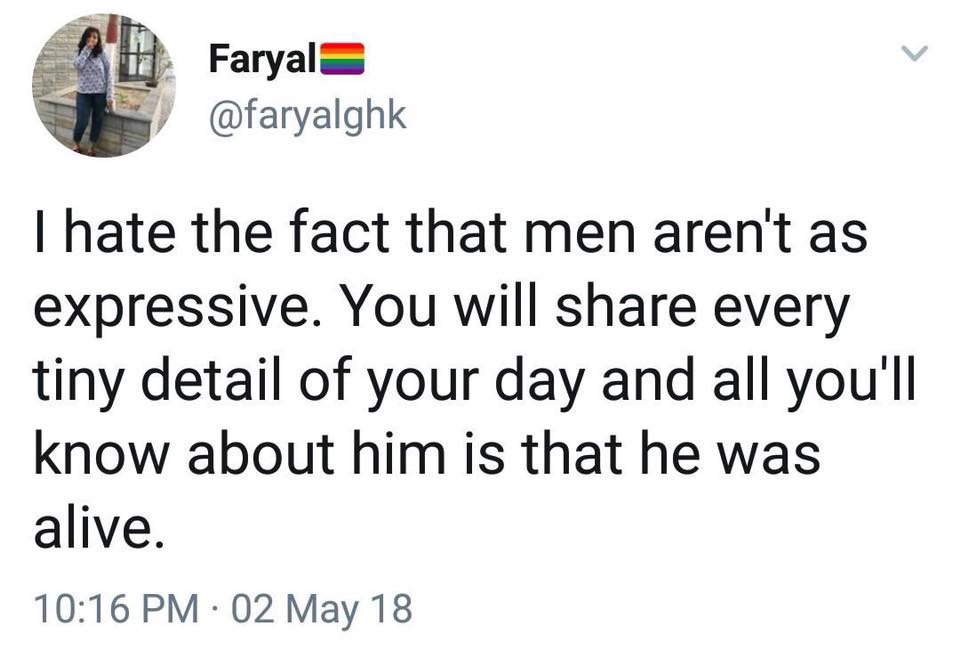 Faryal🏳️‍🌈
@faryalghk
I hate the fact that men aren't as
expressive. You will share every
tiny detail of your day and all you'll
know about him is that he was
alive.
10:16 PM · 02 May 18